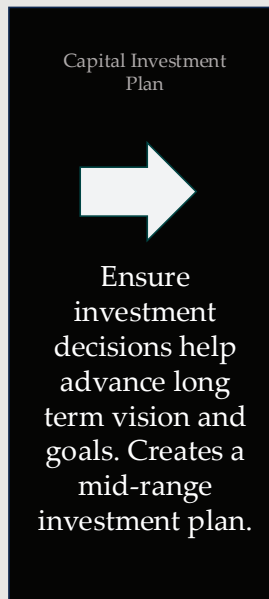 Capital Investment
Plan
Ensure
investment
decisions help
advance long
term vision and
goals. Creates a
mid-range
investment plan.